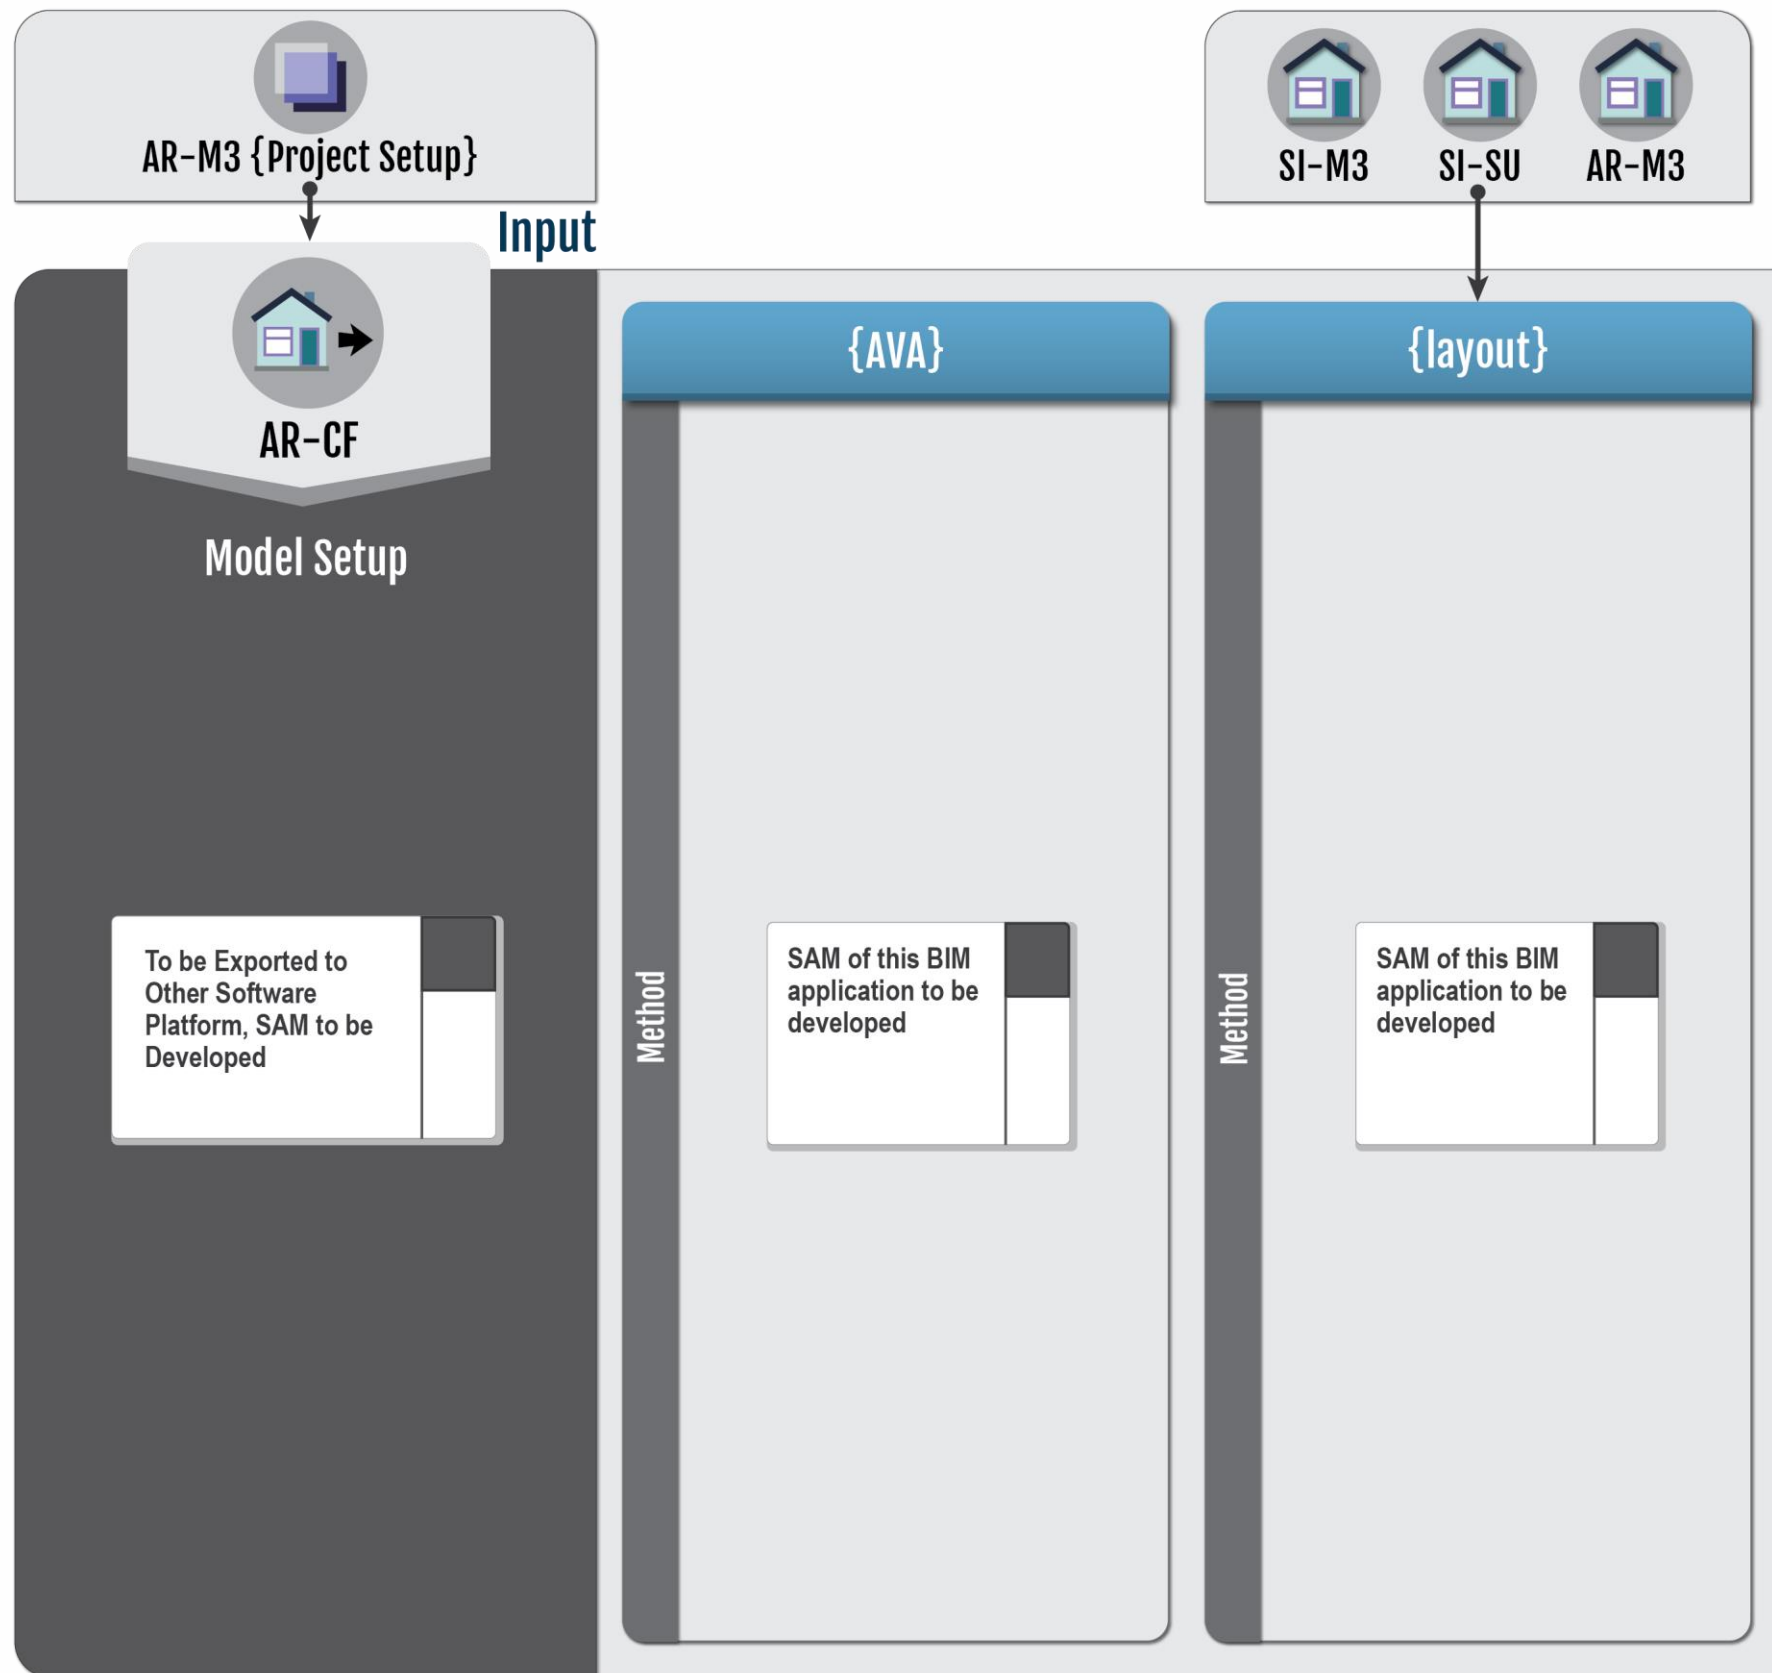 AR-M3 {Project Setup}
SI-M3
SI-SU
AR-M3
Input
AR-CF
Model Setup
To be Exported to
Other Software
Platform, SAM to be
Developed
{AVA}
Method
SAM of this BIM
application to be
developed
{layout}
Method
SAM of this BIM
application to be
developed